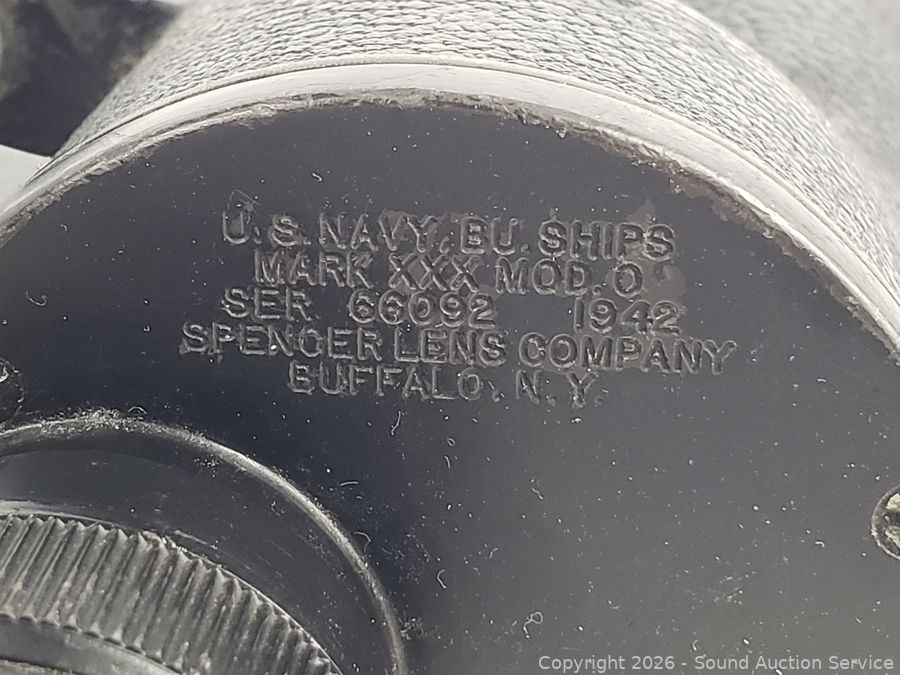 U.S. NAVY, BU. SHIPS
MARK XXX MOD. O
SER 66092 1942
SPENCER LENS COMPANY
BUFFALO, N.Y.
Copyright 2026 - Sound Auction Service